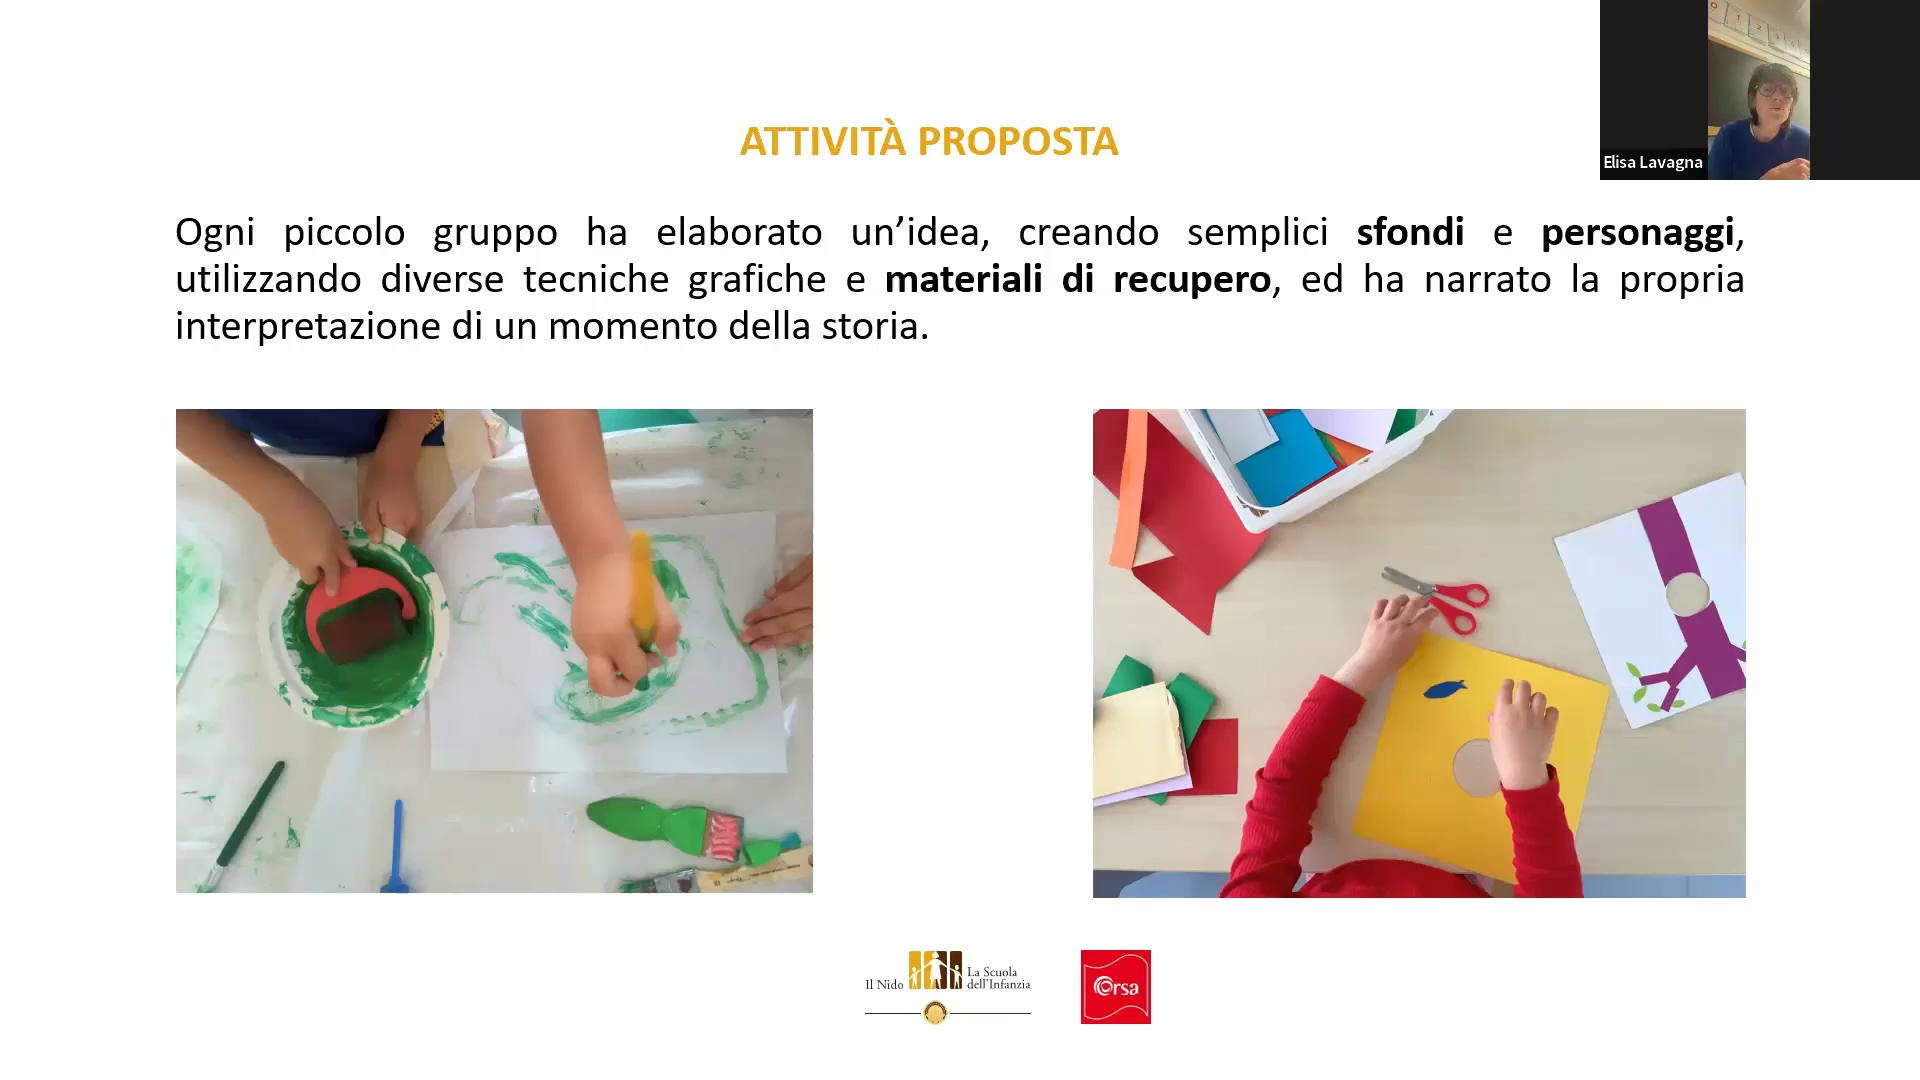 ATTIVITÀ PROPOSTA
Elisa Lavagna
Ogni piccolo gruppo ha elaborato un’idea, creando semplici sfondi e personaggi,
utilizzando diverse tecniche grafiche e materiali di recupero, ed ha narrato la propria
interpretazione di un momento della storia.
Il Nido
La Scuola
dell’Infanzia
Orsa